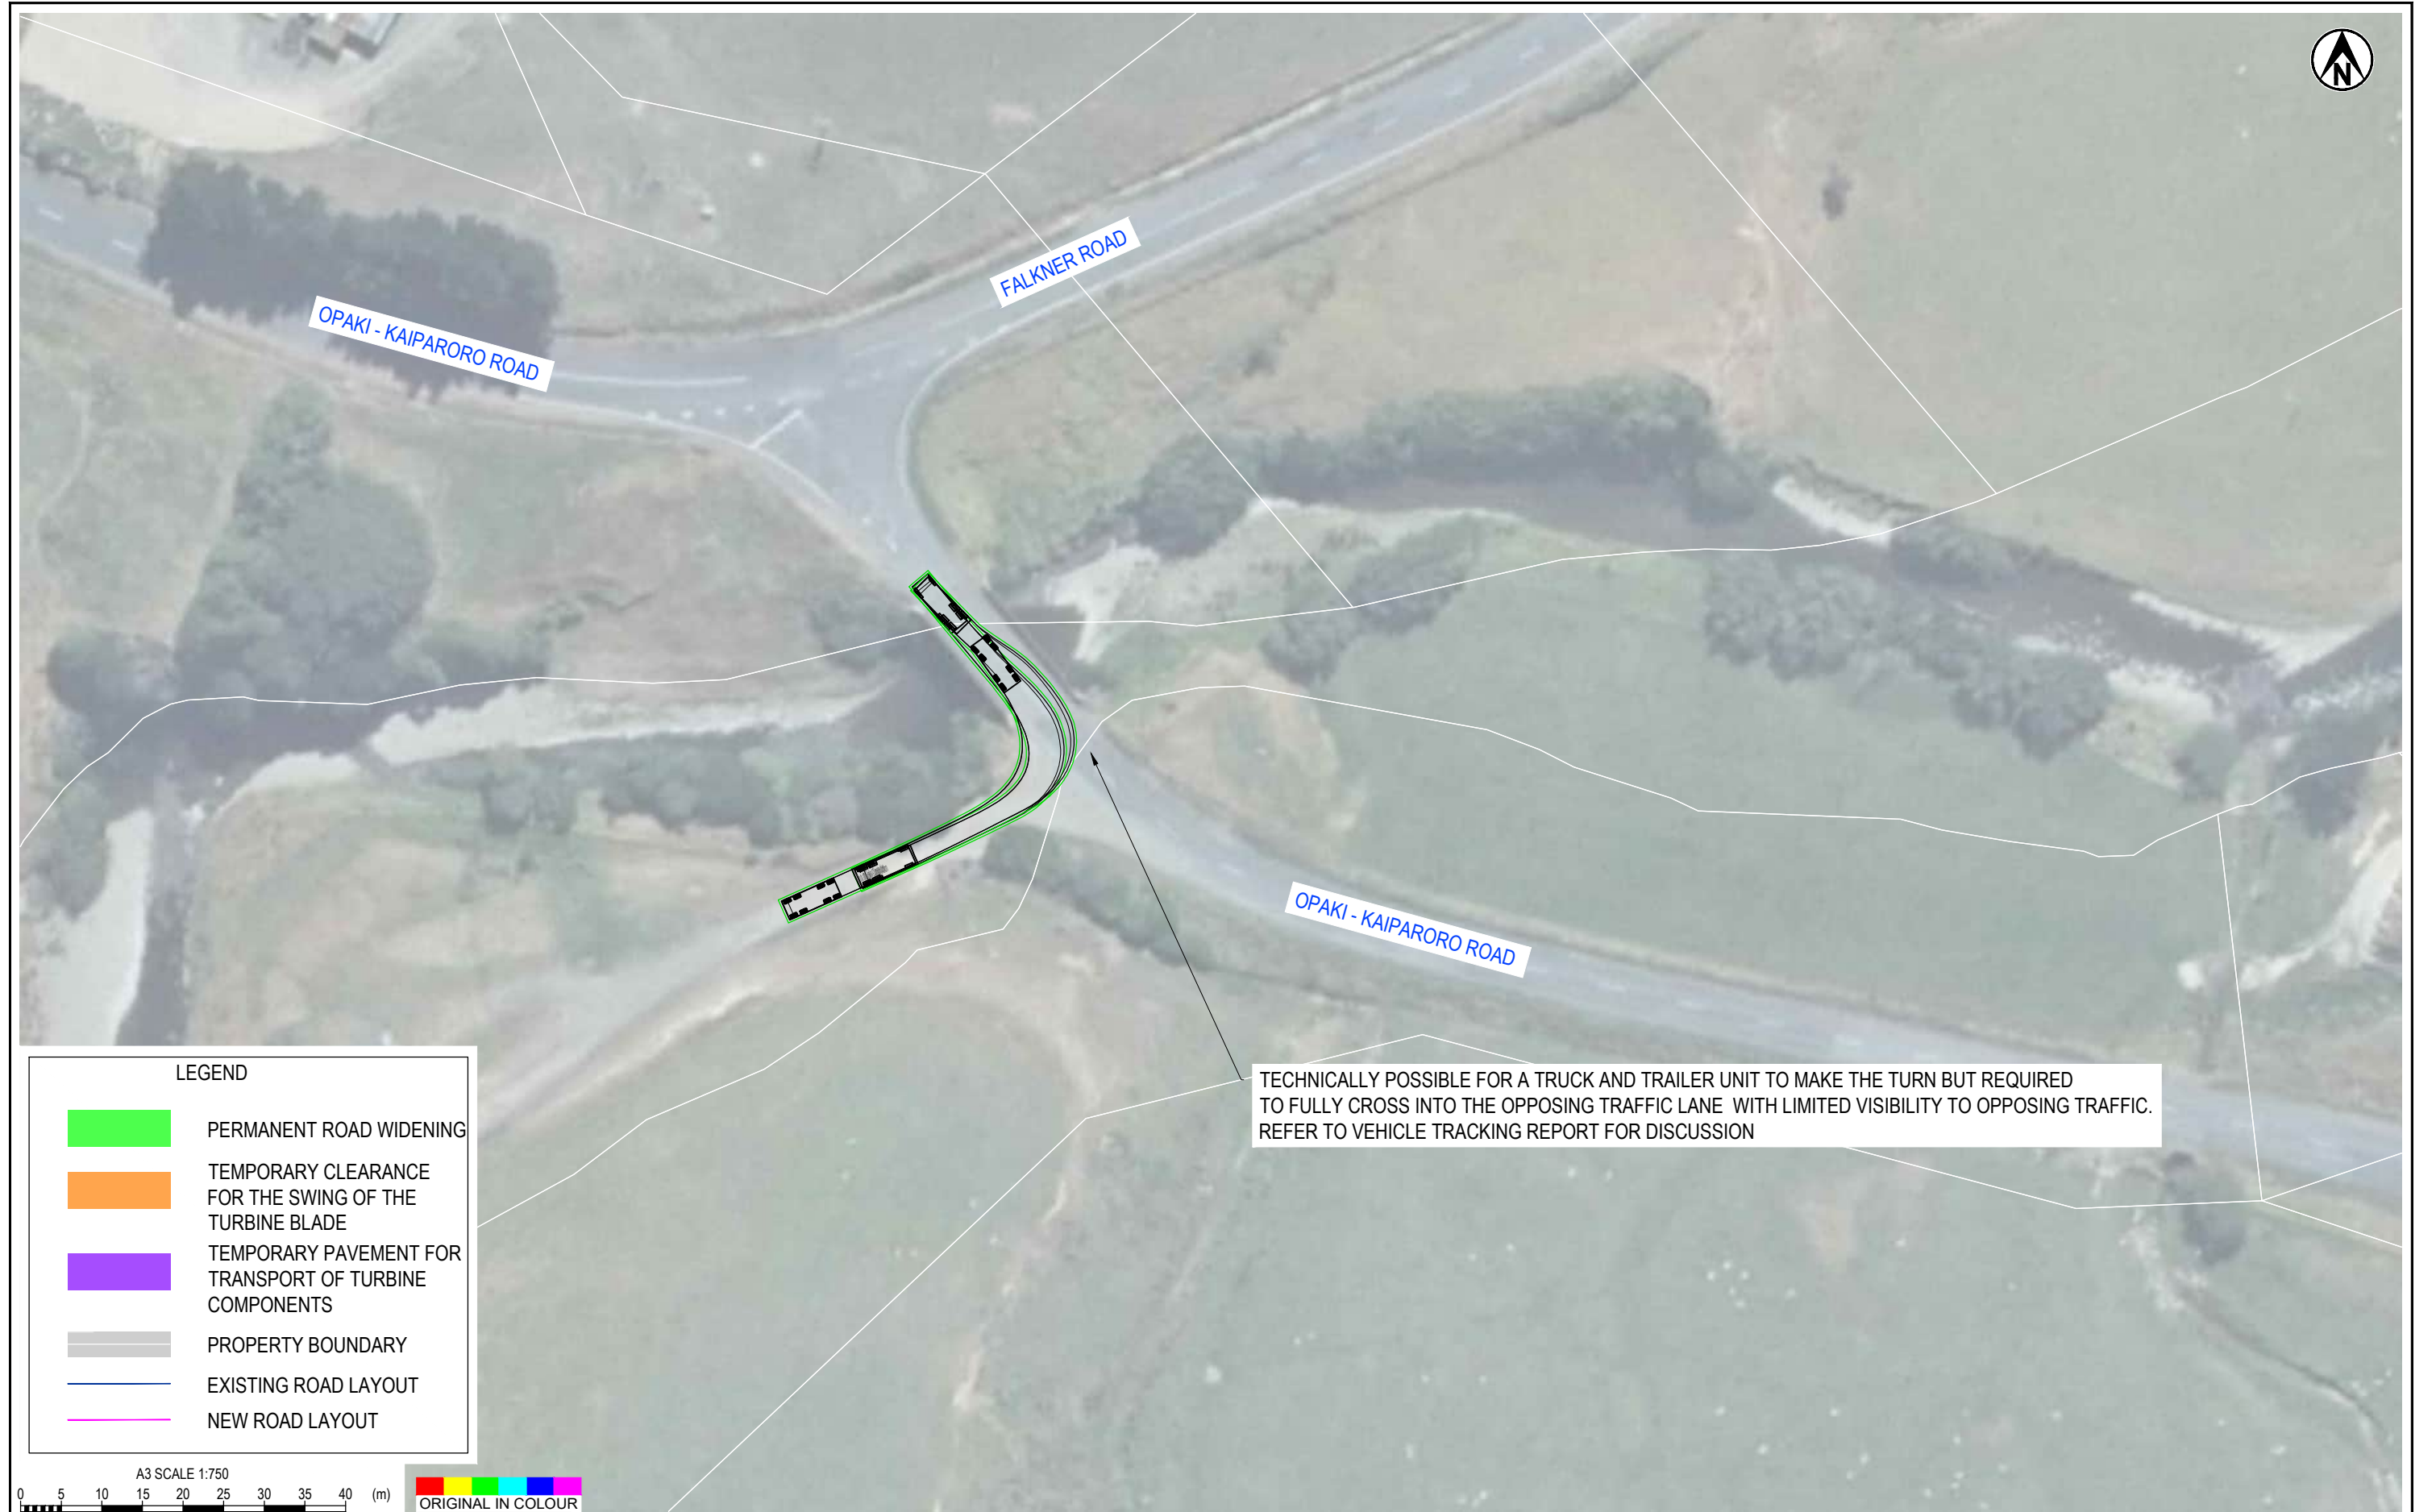 N
FALKNER ROAD
OPAKI - KAIPARORO ROAD
OPAKI - KAIPARORO ROAD
TECHNICALLY POSSIBLE FOR A TRUCK AND TRAILER UNIT TO MAKE THE TURN BUT REQUIRED
TO FULLY CROSS INTO THE OPPOSING TRAFFIC LANE WITH LIMITED VISIBILITY TO OPPOSING TRAFFIC.
REFER TO VEHICLE TRACKING REPORT FOR DISCUSSION
LEGEND
PERMANENT ROAD WIDENING
TEMPORARY CLEARANCE
FOR THE SWING OF THE
TURBINE BLADE
TEMPORARY PAVEMENT FOR
TRANSPORT OF TURBINE
COMPONENTS
PROPERTY BOUNDARY
EXISTING ROAD LAYOUT
NEW ROAD LAYOUT
A3 SCALE 1:750
0 5 10 15 20 25 30 35 40 (m)
ORIGINAL IN COLOUR